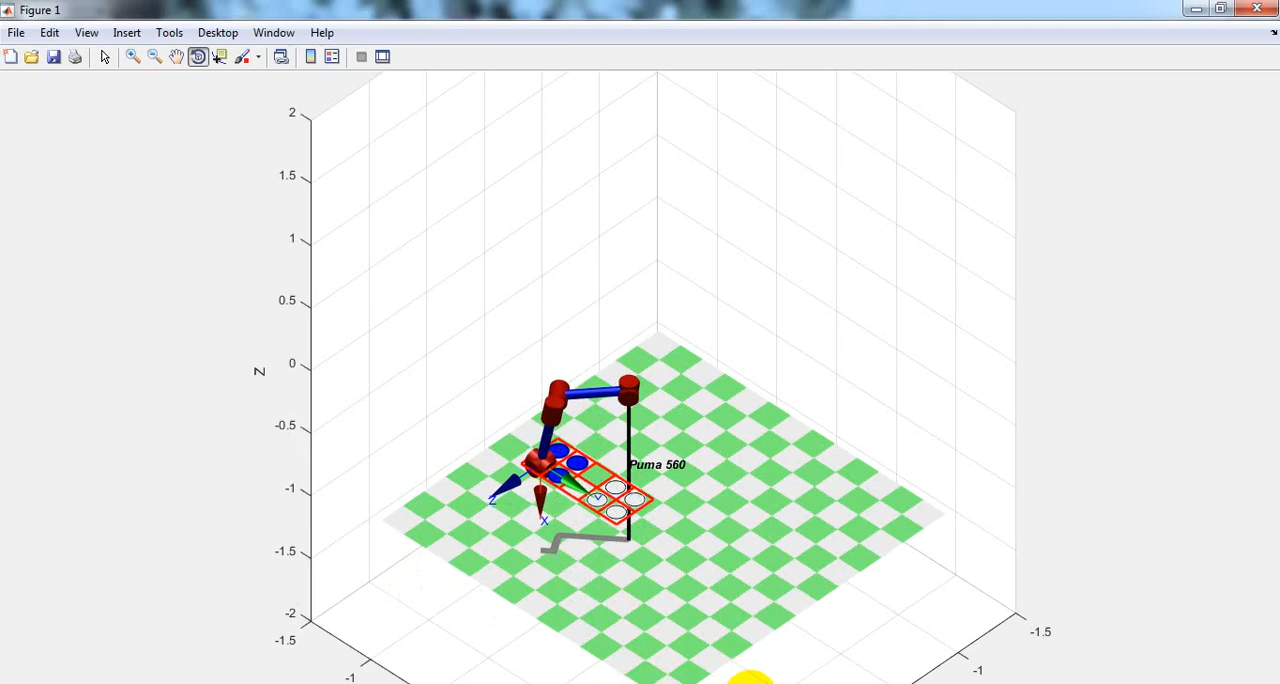 Figure 1
File Edit View Insert Tools Desktop Window Help
2
1.5
1
0.5
0
Z
-0.5
-1
-1.5
-2
Puma 560
Z
X
Y
-1.5
-1
-1.5
-1